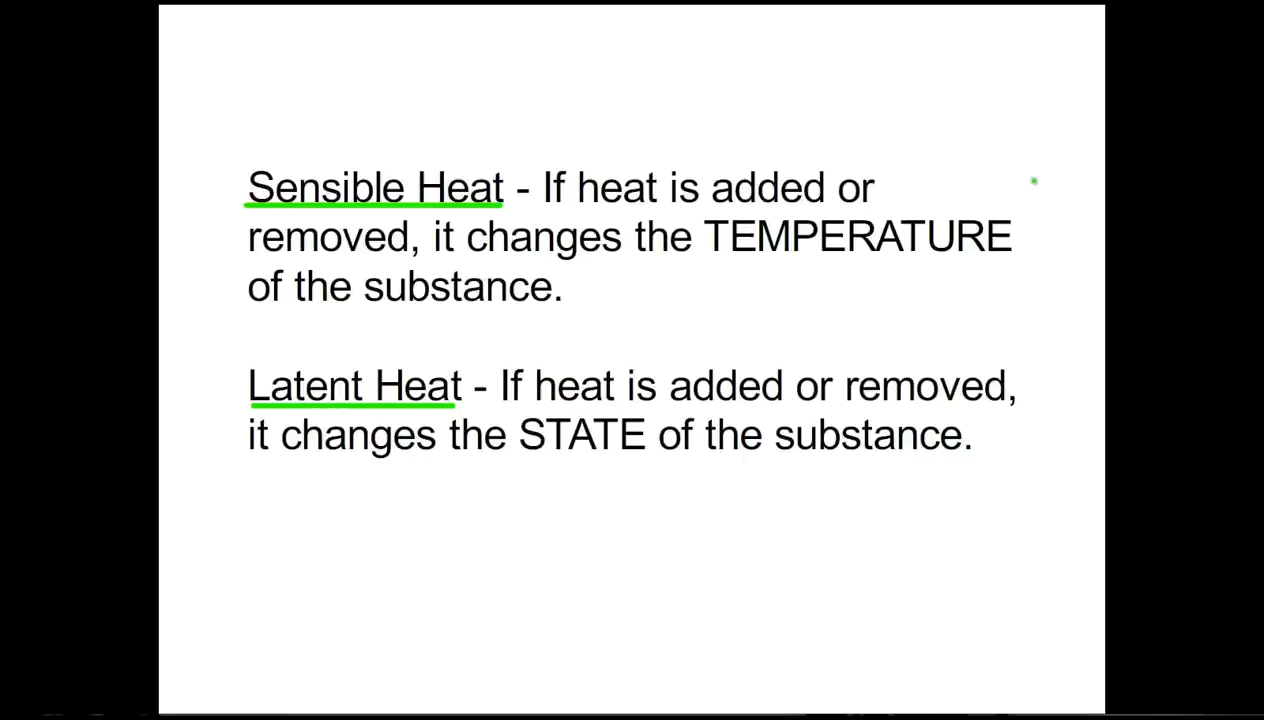 Sensible Heat - If heat is added or
removed, it changes the TEMPERATURE
of the substance.
Latent Heat - If heat is added or removed,
it changes the STATE of the substance.